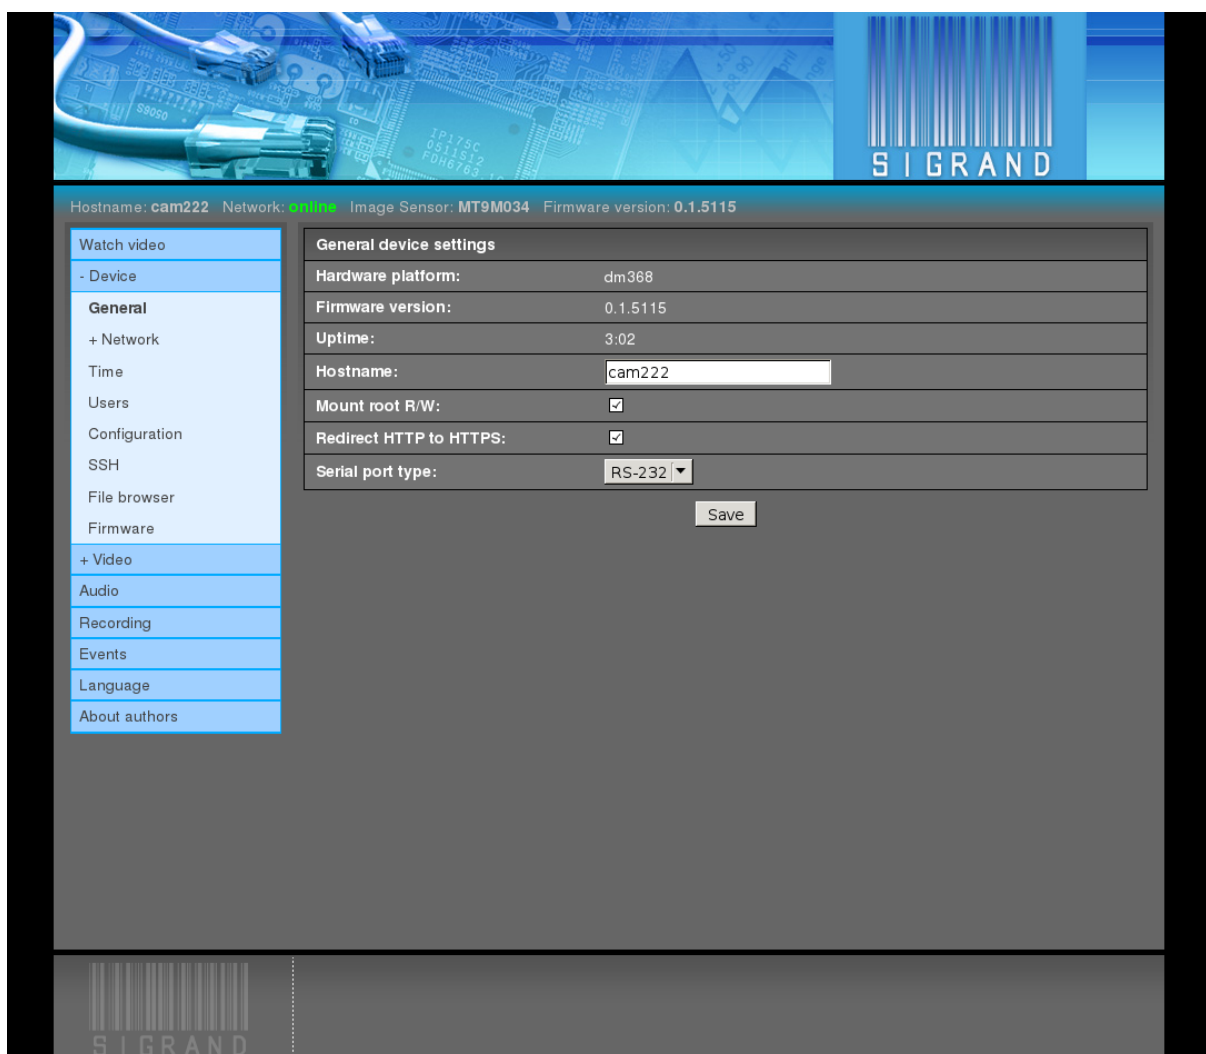 S9050
IP175C
0511S12
SIGRAND
Hostname: cam222 Network: online Image Sensor: MT9M034 Firmware version: 0.1.5115
Watch video
- Device
General
+ Network
Time
Users
Configuration
SSH
File browser
Firmware
+ Video
Audio
Recording
Events
Language
About authors
General device settings
Hardware platform: dm368
Firmware version: 0.1.5115
Uptime: 3:02
Hostname: cam222
Mount root R/W:
Redirect HTTP to HTTPS:
Serial port type: RS-232
Save
SIGRAND